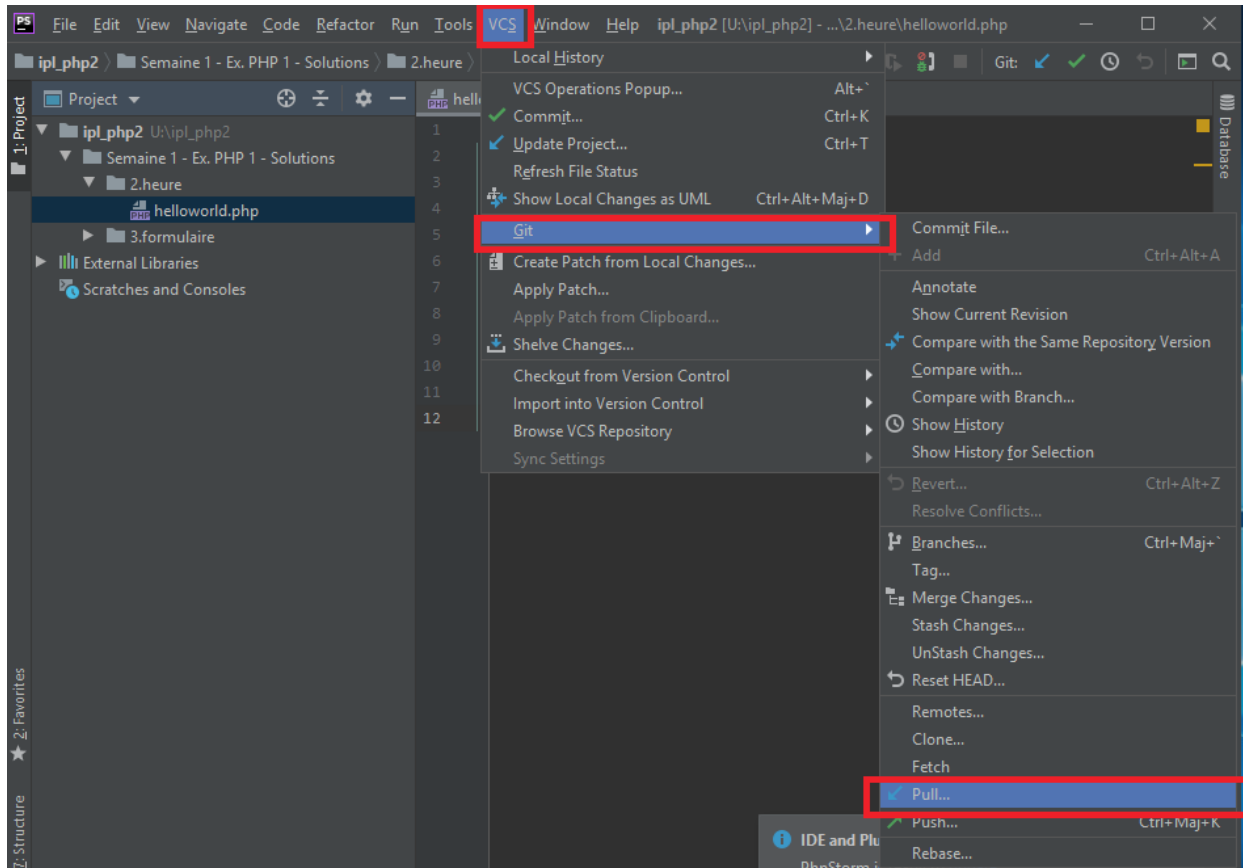 PS File Edit View Navigate Code Refactor Run Tools VCS Window Help ipl_php2 [U:\ipl_php2] - ...\2.heure\helloworld.php
ipl_php2 Semaine 1 - Ex. PHP 1 - Solutions 2.heure Git:
Project
ipl_php2 U:\ipl_php2
Semaine 1 - Ex. PHP 1 - Solutions
2.heure
PHP helloworld.php
3.formulaire
External Libraries
Scratches and Consoles
1: Project
2: Favorites
7: Structure
PHP
1
2
3
4
5
6
7
8
9
10
11
12
Local History
VCS Operations Popup... Alt+`
Commit... Ctrl+K
Update Project... Ctrl+T
Refresh File Status
Show Local Changes as UML Ctrl+Alt+Maj+D
Git
Create Patch from Local Changes...
Apply Patch...
Apply Patch from Clipboard...
Shelve Changes...
Checkout from Version Control
Import into Version Control
Browse VCS Repository
Sync Settings
Commit File...
Add Ctrl+Alt+A
Annotate
Show Current Revision
Compare with the Same Repository Version
Compare with...
Compare with Branch...
Show History
Show History for Selection
Revert... Ctrl+Alt+Z
Resolve Conflicts...
Branches... Ctrl+Maj+`
Tag...
Merge Changes...
Stash Changes...
UnStash Changes...
Reset HEAD...
Remotes...
Clone...
Fetch
Pull...
Push... Ctrl+Maj+K
Rebase...
Database
IDE and Plu